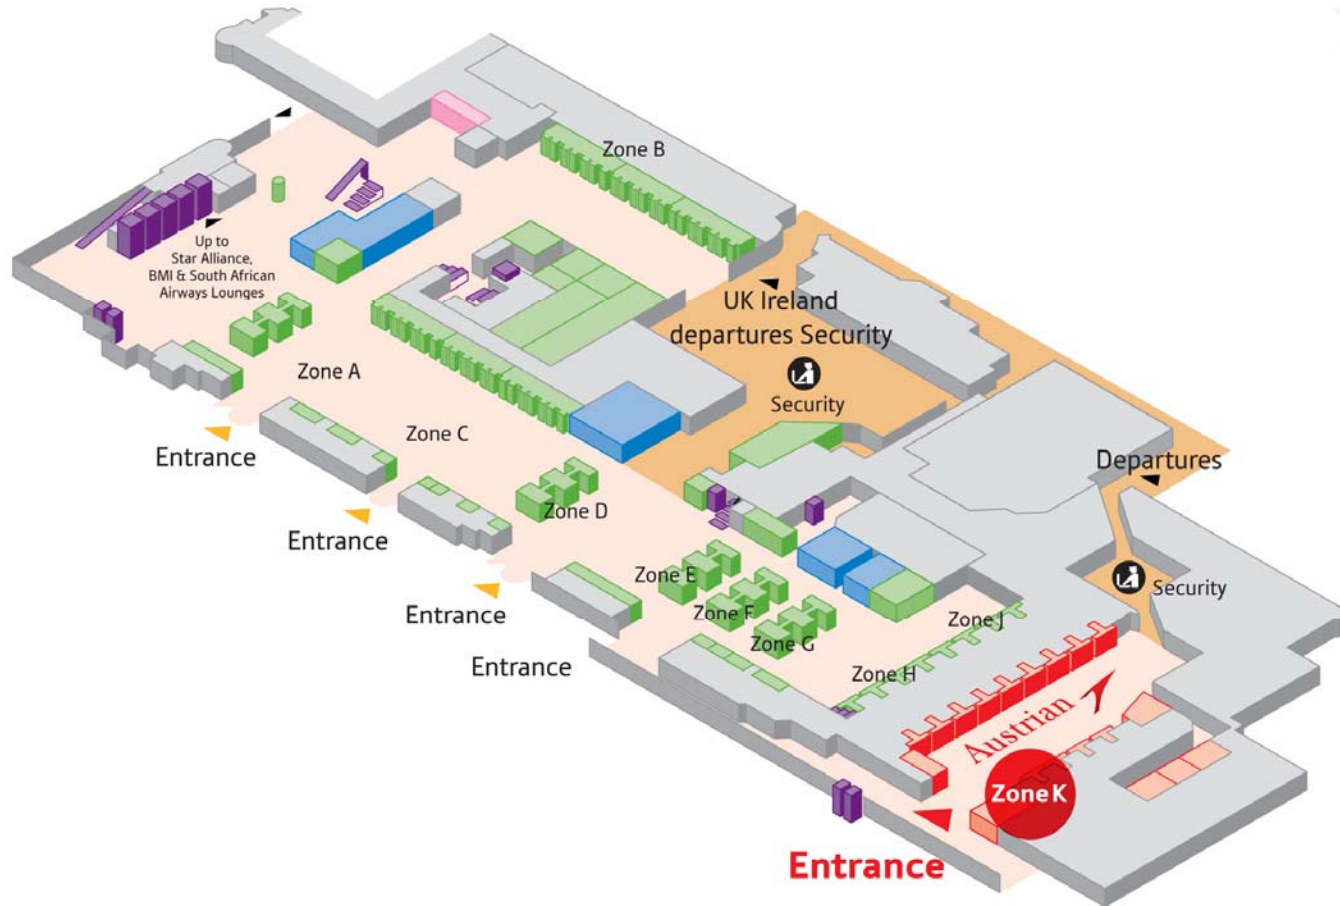 Zone B
Up to
Star Alliance,
BMI & South African
Airways Lounges
UK Ireland
departures Security
Zone A
Security
Zone C
Entrance
Departures
Zone D
Entrance
Zone E
Security
Entrance
Zone F
Zone J
Zone G
Entrance
Zone H
Austrian
Zone K
Entrance